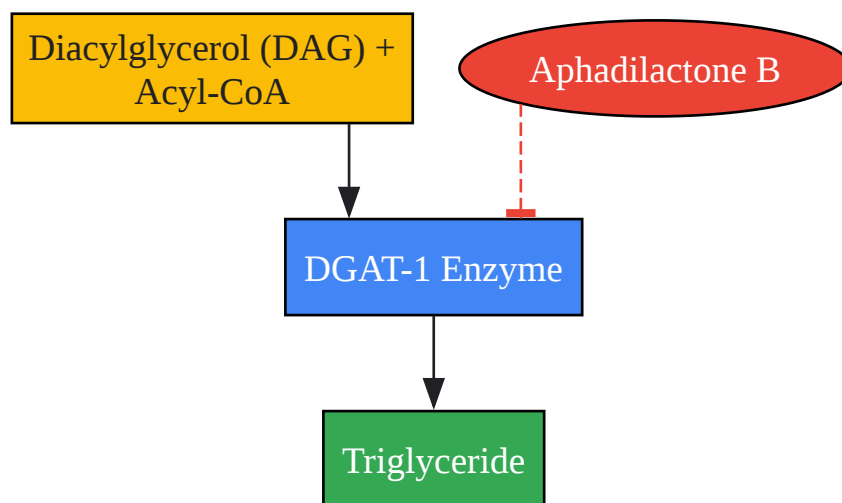 Diacylglycerol (DAG) +
Acyl-CoA
Aphadilactone B
DGAT-1 Enzyme
Triglyceride